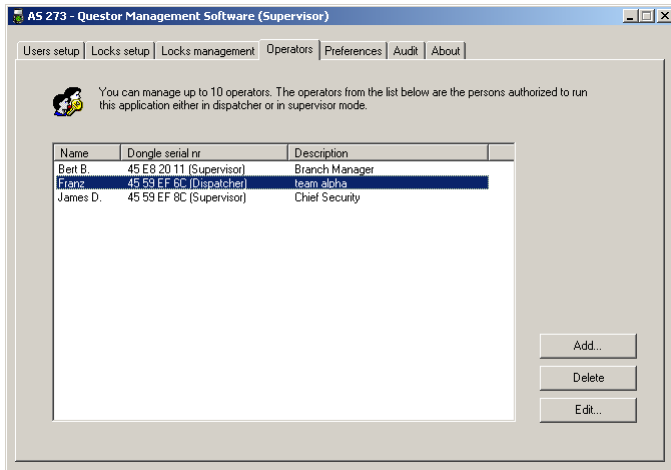 AS 273 - Questor Management Software (Supervisor)
Users setup Locks setup Locks management Operators Preferences Audit About
You can manage up to 10 operators. The operators from the list below are the persons authorized to run
this application either in dispatcher or in supervisor mode.
Name Dongle serial nr Description
Bert B. 45 E8 20 11 (Supervisor) Branch Manager
Franz 45 59 EF 6C (Dispatcher) team alpha
James D. 45 59 EF 8C (Supervisor) Chief Security
Add...
Delete
Edit...